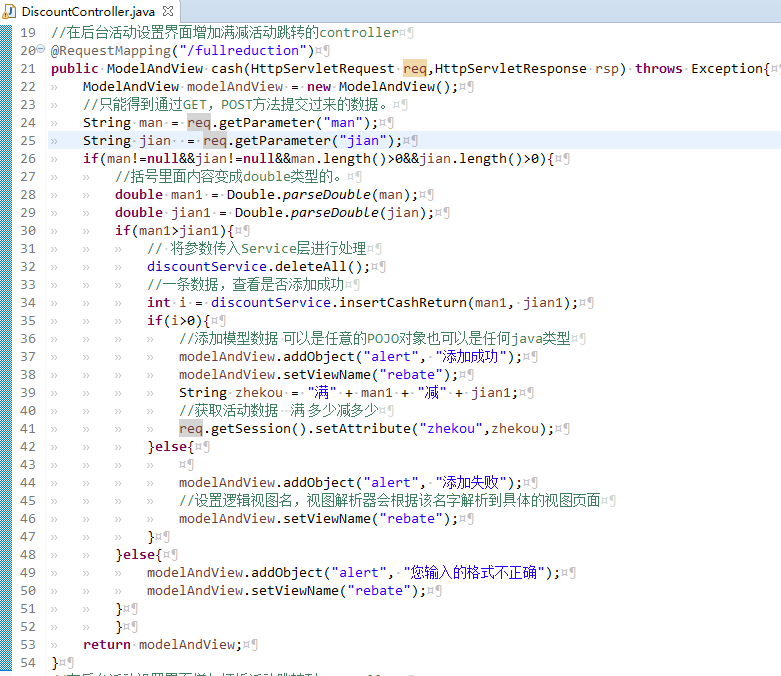 DiscountController.java
19 //在后台活动设置界面增加满减活动跳转的controller
20 @RequestMapping("/fullreduction")
21 public ModelAndView cash(HttpServletRequest req,HttpServletResponse rsp) throws Exception{
22 ModelAndView modelAndView = new ModelAndView();
23 //只能得到通过GET，POST方法提交过来的数据。
24 String man = req.getParameter("man");
25 String jian  = req.getParameter("jian");
26 if(man!=null&&jian!=null&&man.length()>0&&jian.length()>0){
27 //括号里面内容变成double类型的。
28 double man1 = Double.parseDouble(man);
29 double jian1 = Double.parseDouble(jian);
30 if(man1>jian1){
31 // 将参数传入Service层进行处理
32 discountService.deleteAll();
33 //一条数据，查看是否添加成功
34 int i = discountService.insertCashReturn(man1, jian1);
35 if(i>0){
36 //添加模型数据 可以是任意的POJO对象也可以是任何java类型
37 modelAndView.addObject("alert", "添加成功");
38 modelAndView.setViewName("rebate");
39 String zhekou = "满" + man1 + "减" + jian1;
40 //获取活动数据  满 多少减多少
41 req.getSession().setAttribute("zhekou",zhekou);
42 }else{
43
44 modelAndView.addObject("alert", "添加失败");
45 //设置逻辑视图名，视图解析器会根据该名字解析到具体的视图页面
46 modelAndView.setViewName("rebate");
47 }
48 }else{
49 modelAndView.addObject("alert", "您输入的格式不正确");
50 modelAndView.setViewName("rebate");
51 }
52 }
53 return modelAndView;
54 }